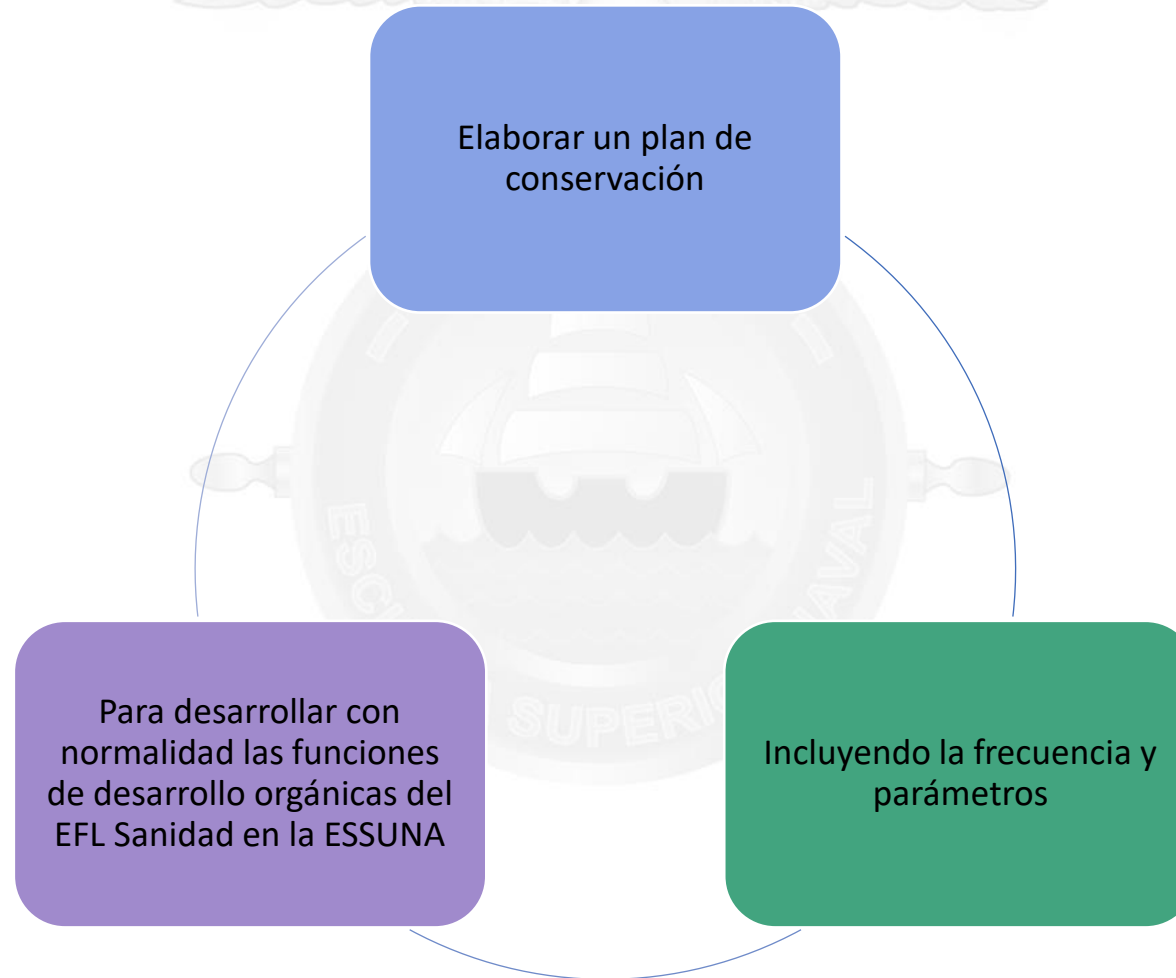 Elaborar un plan de
conservación
Para desarrollar con
normalidad las funciones
de desarrollo orgánicas del
EFL Sanidad en la ESSUNA
Incluyendo la frecuencia y
parámetros